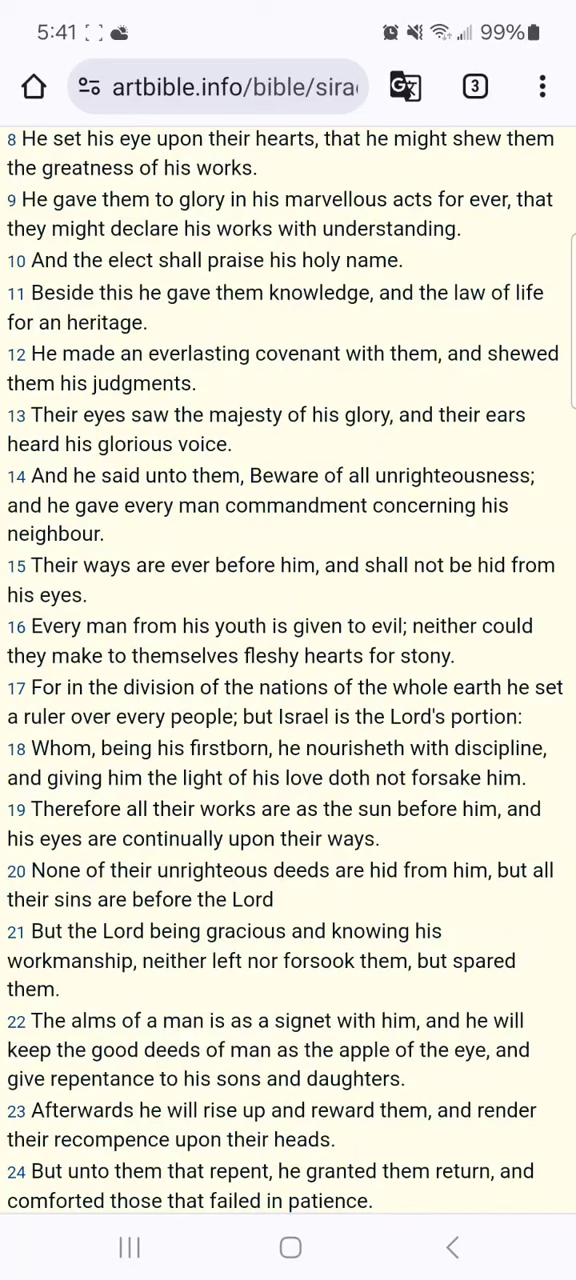 5:41
99%
artbible.info/bible/sira
3
8 He set his eye upon their hearts, that he might shew them
the greatness of his works.
9 He gave them to glory in his marvellous acts for ever, that
they might declare his works with understanding.
10 And the elect shall praise his holy name.
11 Beside this he gave them knowledge, and the law of life
for an heritage.
12 He made an everlasting covenant with them, and shewed
them his judgments.
13 Their eyes saw the majesty of his glory, and their ears
heard his glorious voice.
14 And he said unto them, Beware of all unrighteousness;
and he gave every man commandment concerning his
neighbour.
15 Their ways are ever before him, and shall not be hid from
his eyes.
16 Every man from his youth is given to evil; neither could
they make to themselves fleshy hearts for stony.
17 For in the division of the nations of the whole earth he set
a ruler over every people; but Israel is the Lord's portion:
18 Whom, being his firstborn, he nourisheth with discipline,
and giving him the light of his love doth not forsake him.
19 Therefore all their works are as the sun before him, and
his eyes are continually upon their ways.
20 None of their unrighteous deeds are hid from him, but all
their sins are before the Lord
21 But the Lord being gracious and knowing his
workmanship, neither left nor forsook them, but spared
them.
22 The alms of a man is as a signet with him, and he will
keep the good deeds of man as the apple of the eye, and
give repentance to his sons and daughters.
23 Afterwards he will rise up and reward them, and render
their recompence upon their heads.
24 But unto them that repent, he granted them return, and
comforted those that failed in patience.